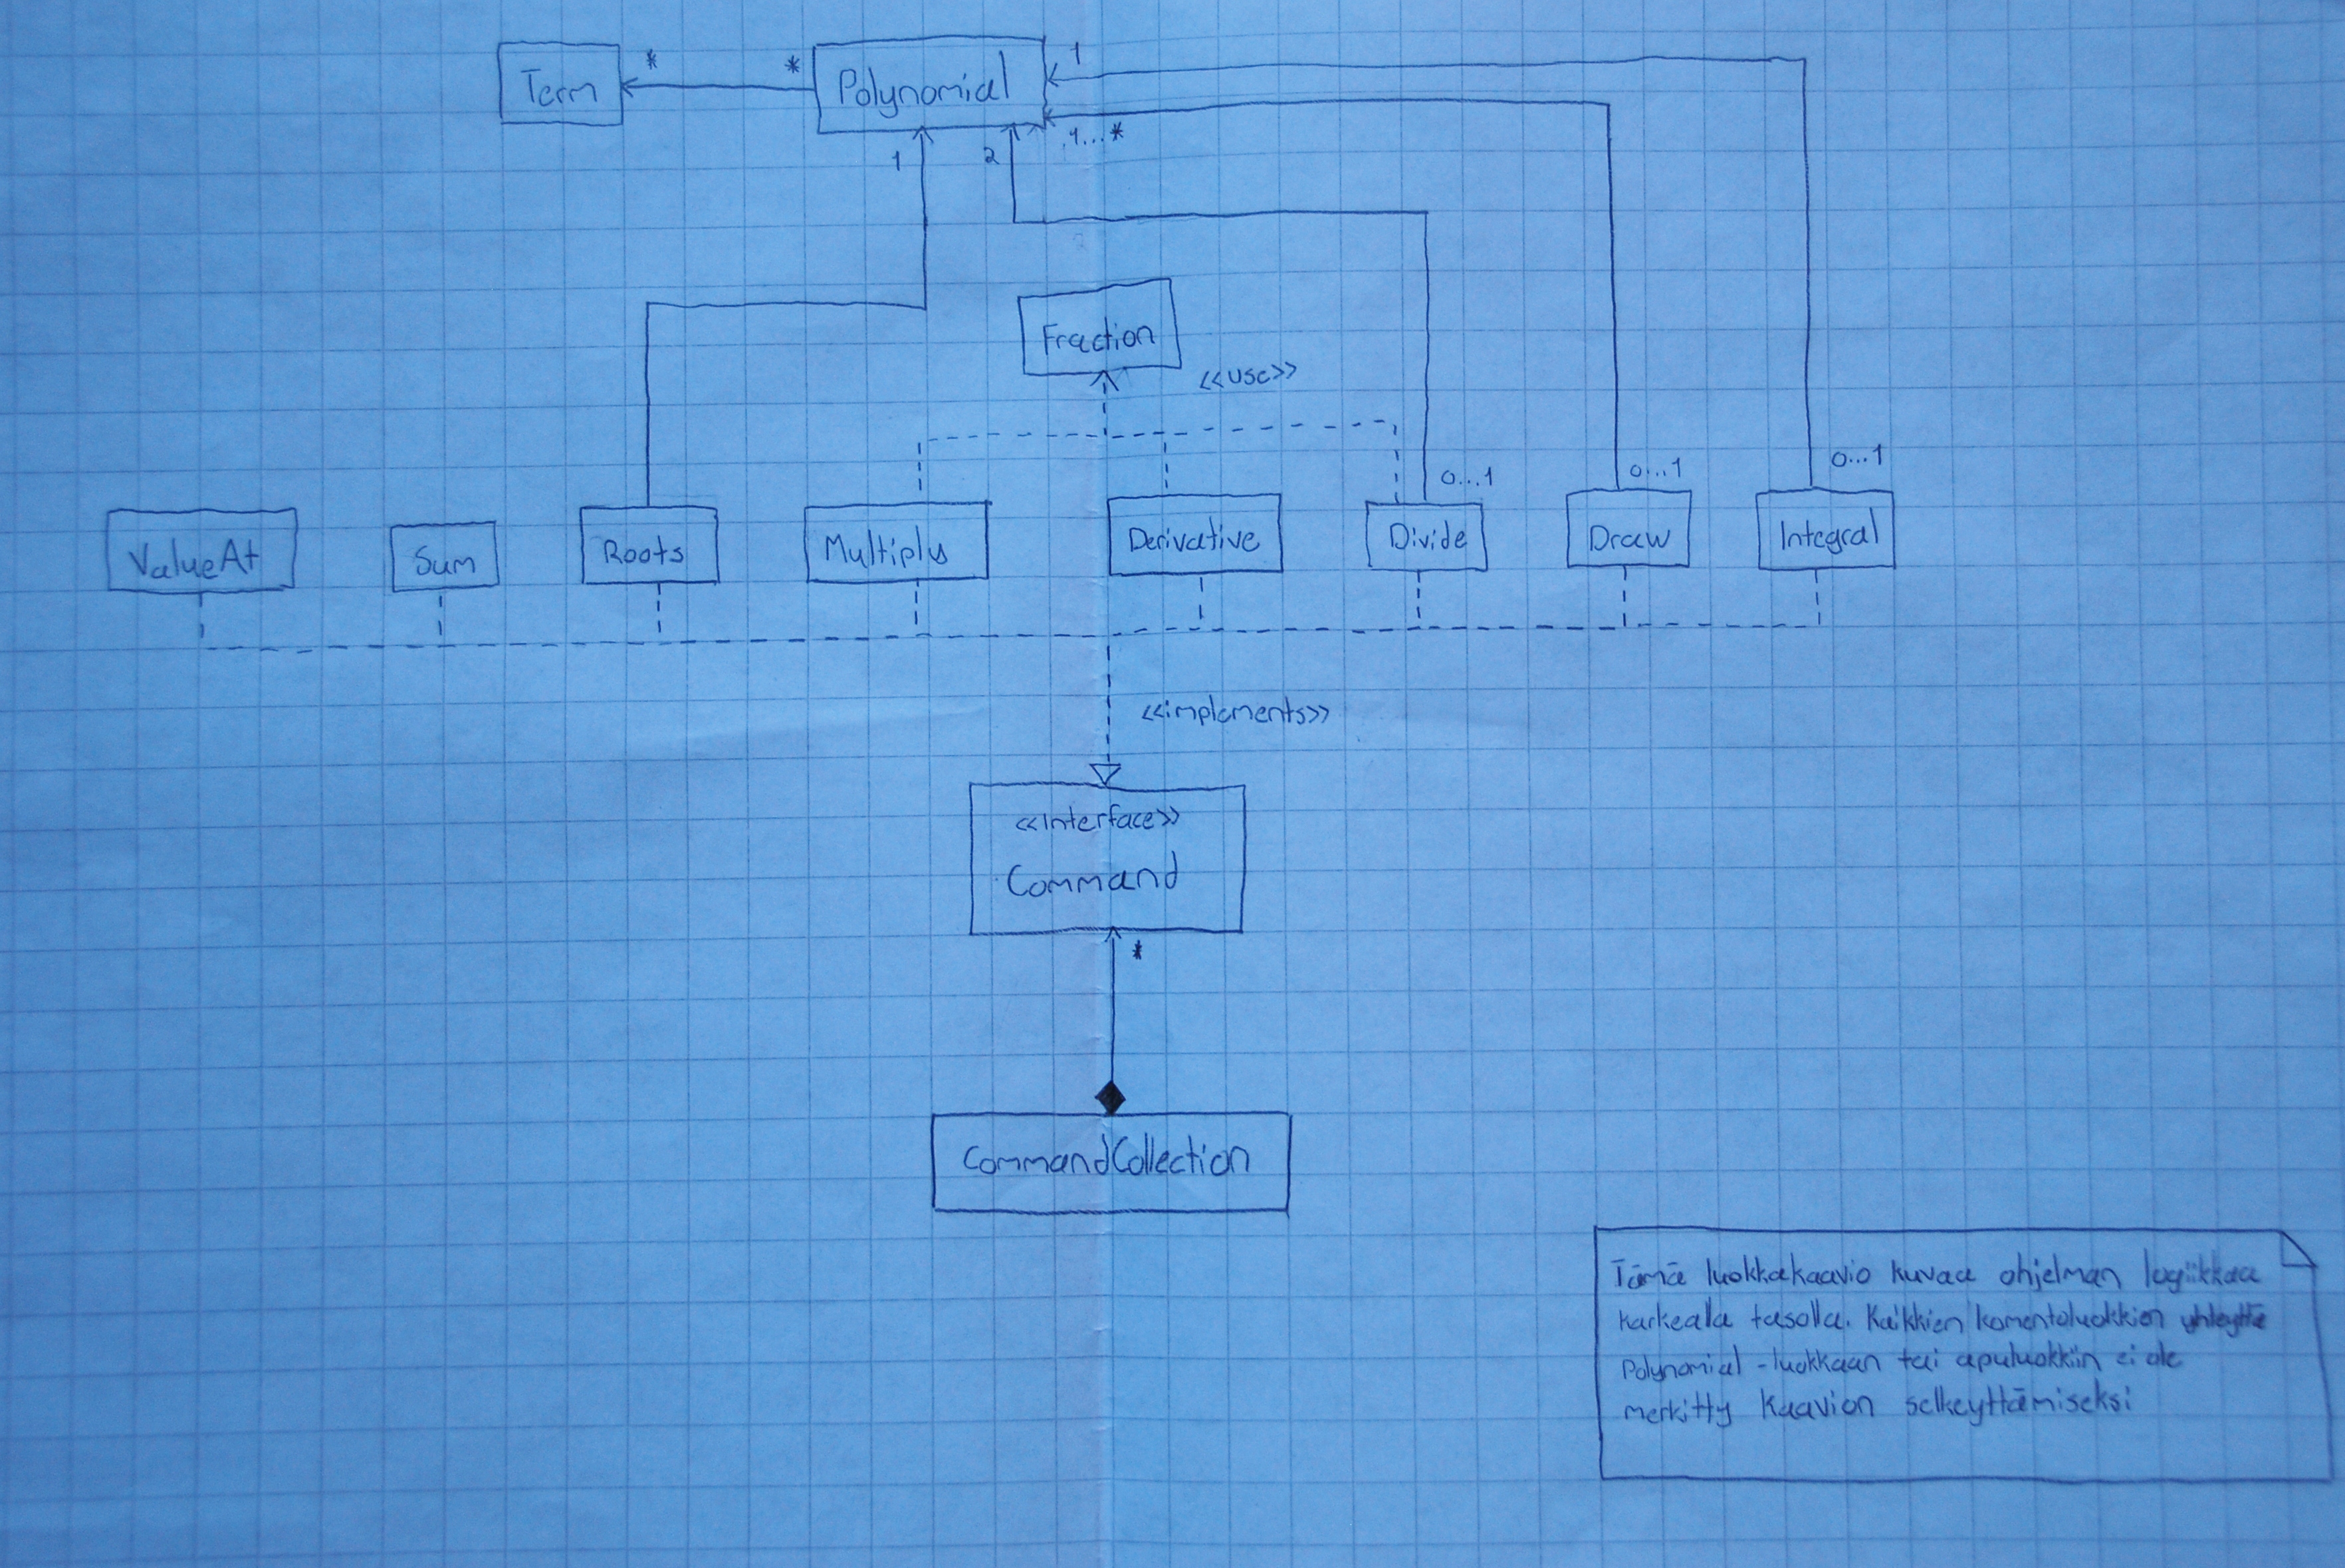 Term
*
*
Polynomial
1
1...*
1
2
Fraction
<<use>>
0...1
0...1
0...1
ValueAt
Sum
Roots
Multiply
Derivative
Divide
Draw
Integral
<<implements>>
<<Interface>>
Command
*
CommandCollection
Tämä luokkakaavio kuvaa ohjelman logiikkaa
karkealla tasolla. Kaikkien komentoluokkien yhteyttä
Polynomial -luokkaan tai apuluokkiin ei ole
merkitty kaavion selkeyttämiseksi